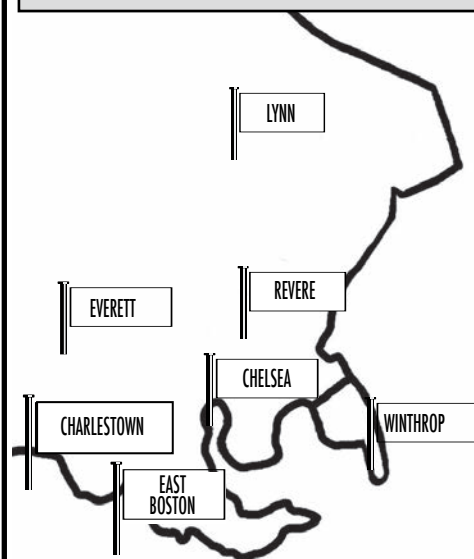 LYNN
REVERE
EVERETT
CHELSEA
CHARLESTOWN
WINTHROP
EAST
BOSTON